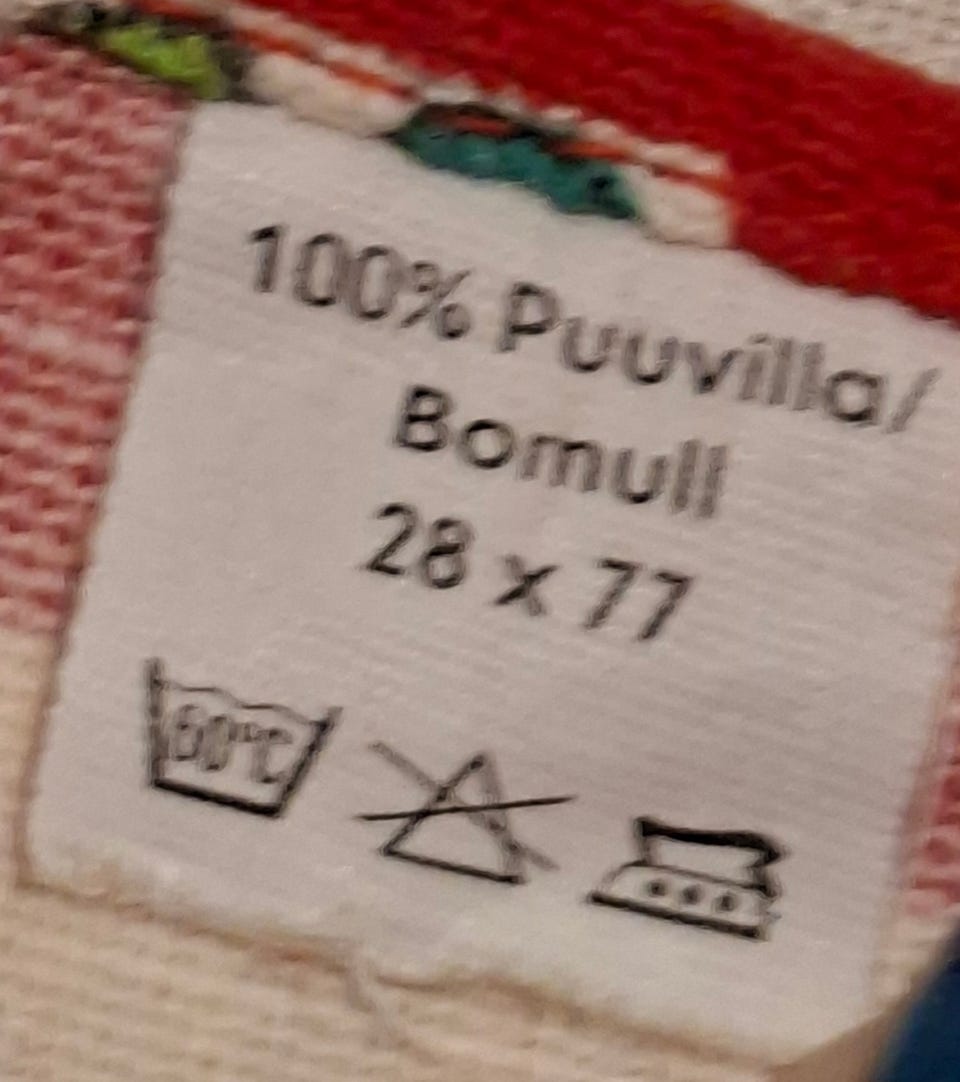 100% Puuvilla/
Bomull
28 x 77
60°C